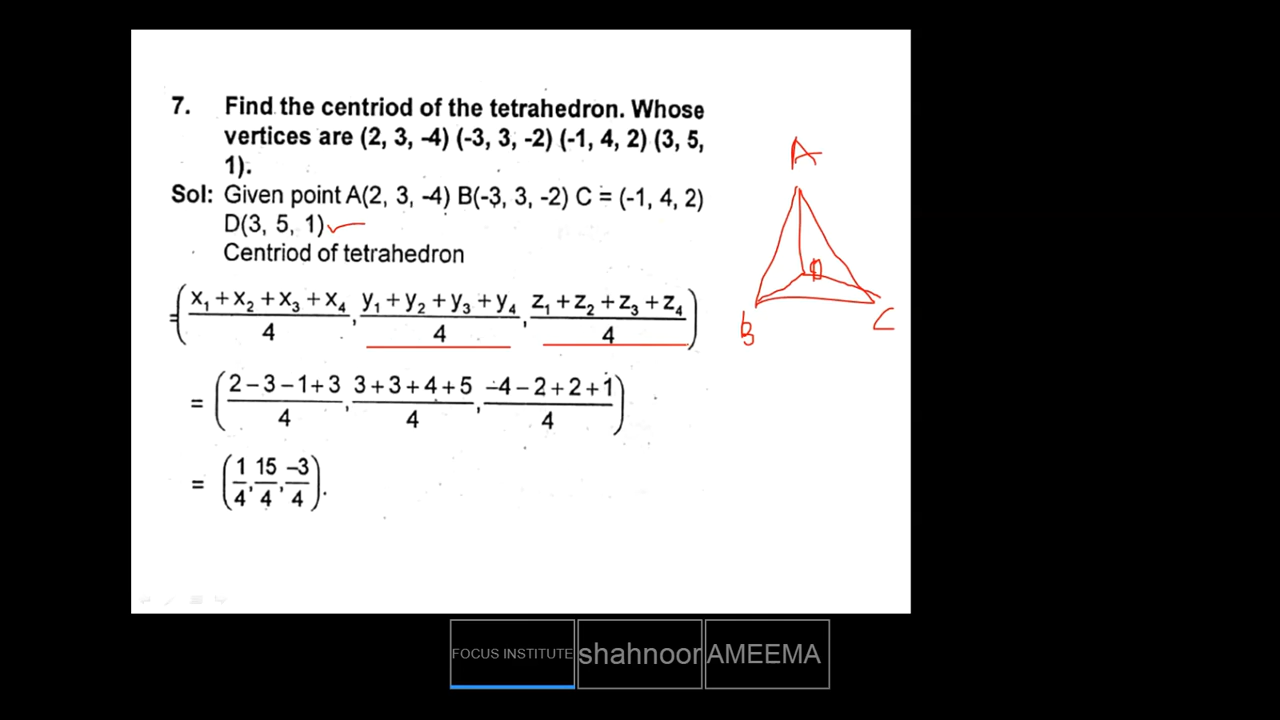 7. Find the centriod of the tetrahedron. Whose
vertices are (2, 3, -4) (-3, 3, -2) (-1, 4, 2) (3, 5,
1).
Sol: Given point A(2, 3, -4) B(-3, 3, -2) C = (-1, 4, 2)
D(3, 5, 1)
Centriod of tetrahedron
= ( (x₁ + x₂ + x₃ + x₄)/4 , (y₁ + y₂ + y₃ + y₄)/4 , (z₁ + z₂ + z₃ + z₄)/4 )
= ( (2 – 3 – 1 + 3)/4 , (3 + 3 + 4 + 5)/4 , (–4 – 2 + 2 + 1)/4 )
= ( 1/4 , 15/4 , –3/4 ).
A
D
B
C
FOCUS INSTITUTE shahnoor AMEEMA